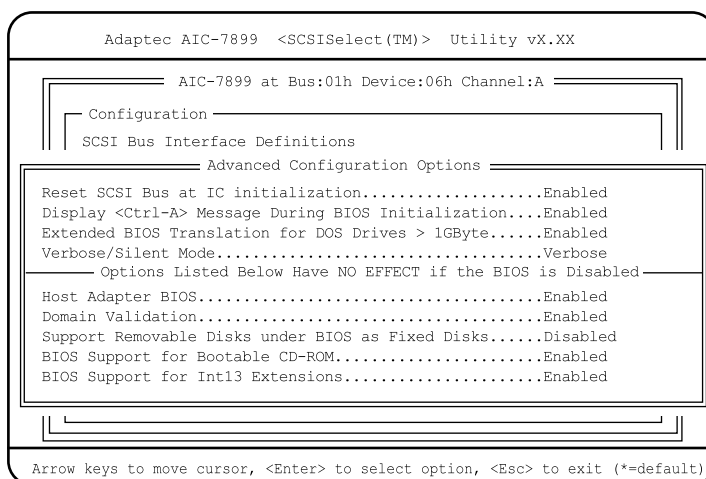 Adaptec AIC-7899 <SCSISelect(TM)> Utility vX.XX
AIC-7899 at Bus:01h Device:06h Channel:A
Configuration
SCSI Bus Interface Definitions
Advanced Configuration Options
Reset SCSI Bus at IC initialization....................Enabled
Display <Ctrl-A> Message During BIOS Initialization....Enabled
Extended BIOS Translation for DOS Drives > 1GByte......Enabled
Verbose/Silent Mode....................................Verbose
Options Listed Below Have NO EFFECT if the BIOS is Disabled
Host Adapter BIOS......................................Enabled
Domain Validation......................................Enabled
Support Removable Disks under BIOS as Fixed Disks......Disabled
BIOS Support for Bootable CD-ROM.......................Enabled
BIOS Support for Int13 Extensions......................Enabled
Arrow keys to move cursor, <Enter> to select option, <Esc> to exit (*=default)